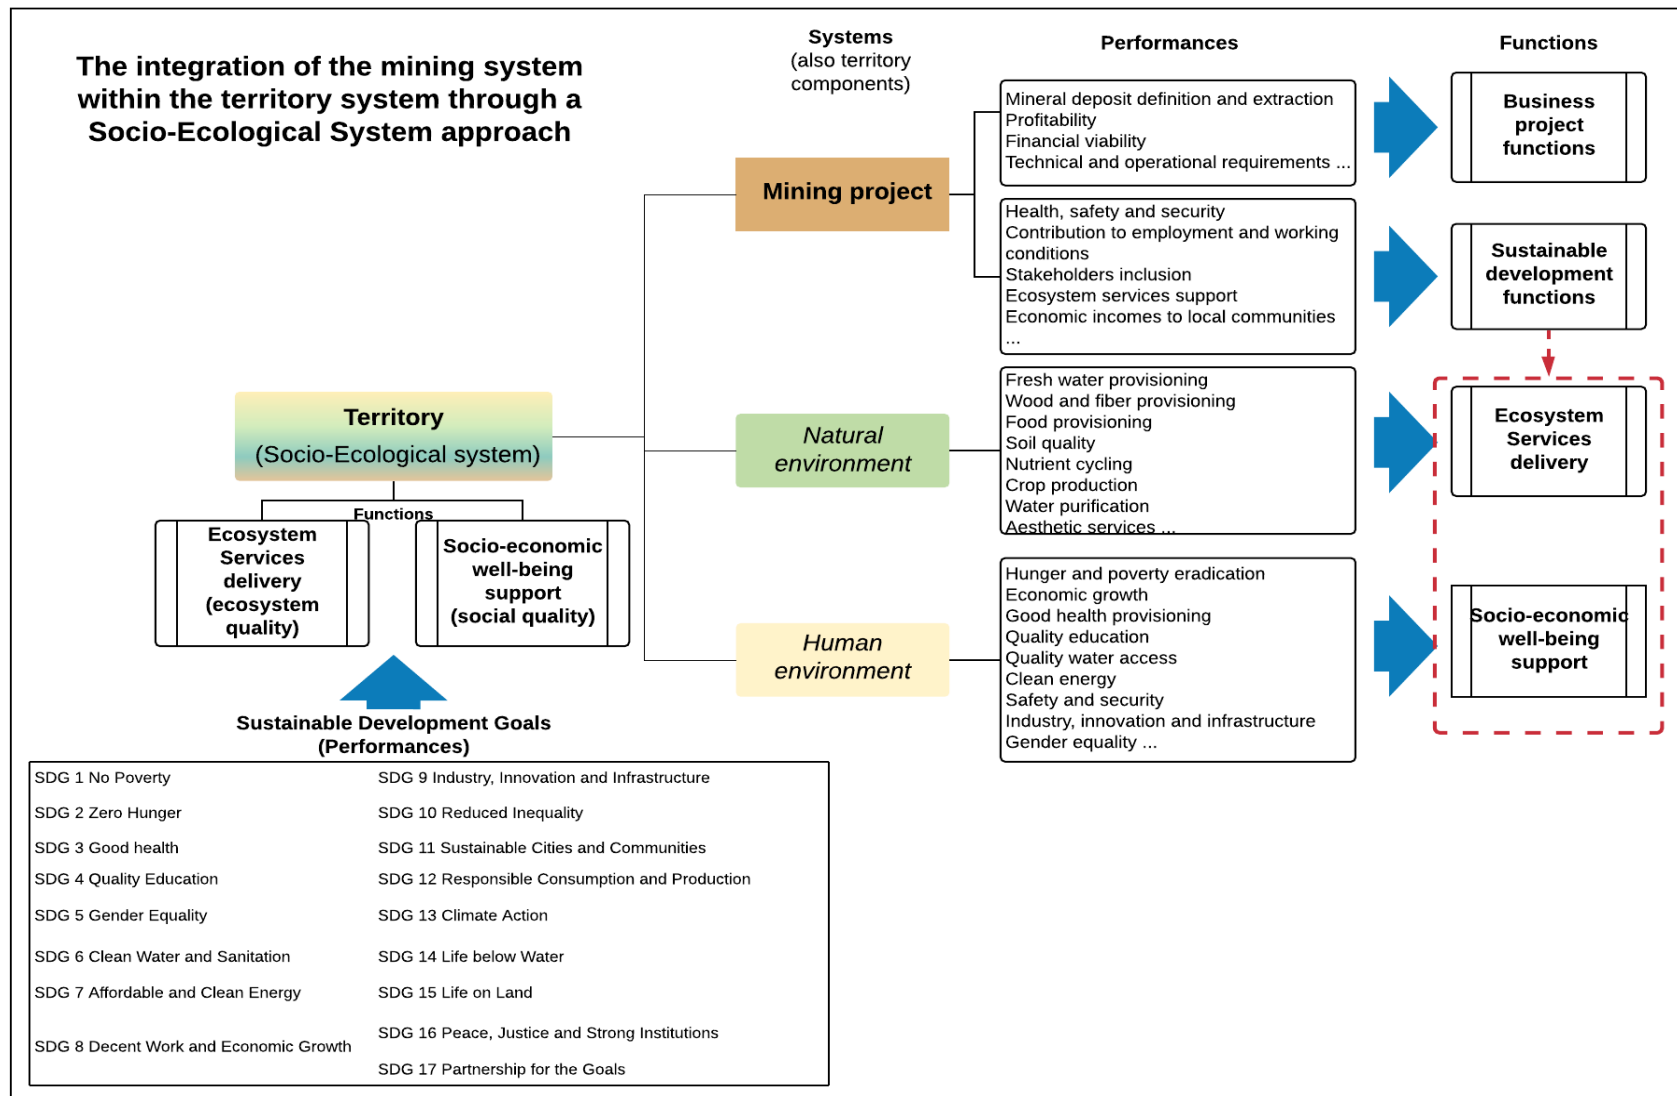 The integration of the mining system
within the territory system through a
Socio-Ecological System approach
Systems
(also territory
components)
Performances
Functions
Mining project
Mineral deposit definition and extraction
Profitability
Financial viability
Technical and operational requirements ...
Business
project
functions
Health, safety and security
Contribution to employment and working
conditions
Stakeholders inclusion
Ecosystem services support
Economic incomes to local communities
...
Sustainable
development
functions
Territory
(Socio-Ecological system)
Functions
Ecosystem
Services
delivery
(ecosystem
quality)
Socio-economic
well-being
support
(social quality)
Natural
environment
Fresh water provisioning
Wood and fiber provisioning
Food provisioning
Soil quality
Nutrient cycling
Crop production
Water purification
Aesthetic services ...
Ecosystem
Services
delivery
Human
environment
Hunger and poverty eradication
Economic growth
Good health provisioning
Quality education
Quality water access
Clean energy
Safety and security
Industry, innovation and infrastructure
Gender equality ...
Socio-economic
well-being
support
Sustainable Development Goals
(Performances)
SDG 1 No Poverty
SDG 2 Zero Hunger
SDG 3 Good health
SDG 4 Quality Education
SDG 5 Gender Equality
SDG 6 Clean Water and Sanitation
SDG 7 Affordable and Clean Energy
SDG 8 Decent Work and Economic Growth
SDG 9 Industry, Innovation and Infrastructure
SDG 10 Reduced Inequality
SDG 11 Sustainable Cities and Communities
SDG 12 Responsible Consumption and Production
SDG 13 Climate Action
SDG 14 Life below Water
SDG 15 Life on Land
SDG 16 Peace, Justice and Strong Institutions
SDG 17 Partnership for the Goals